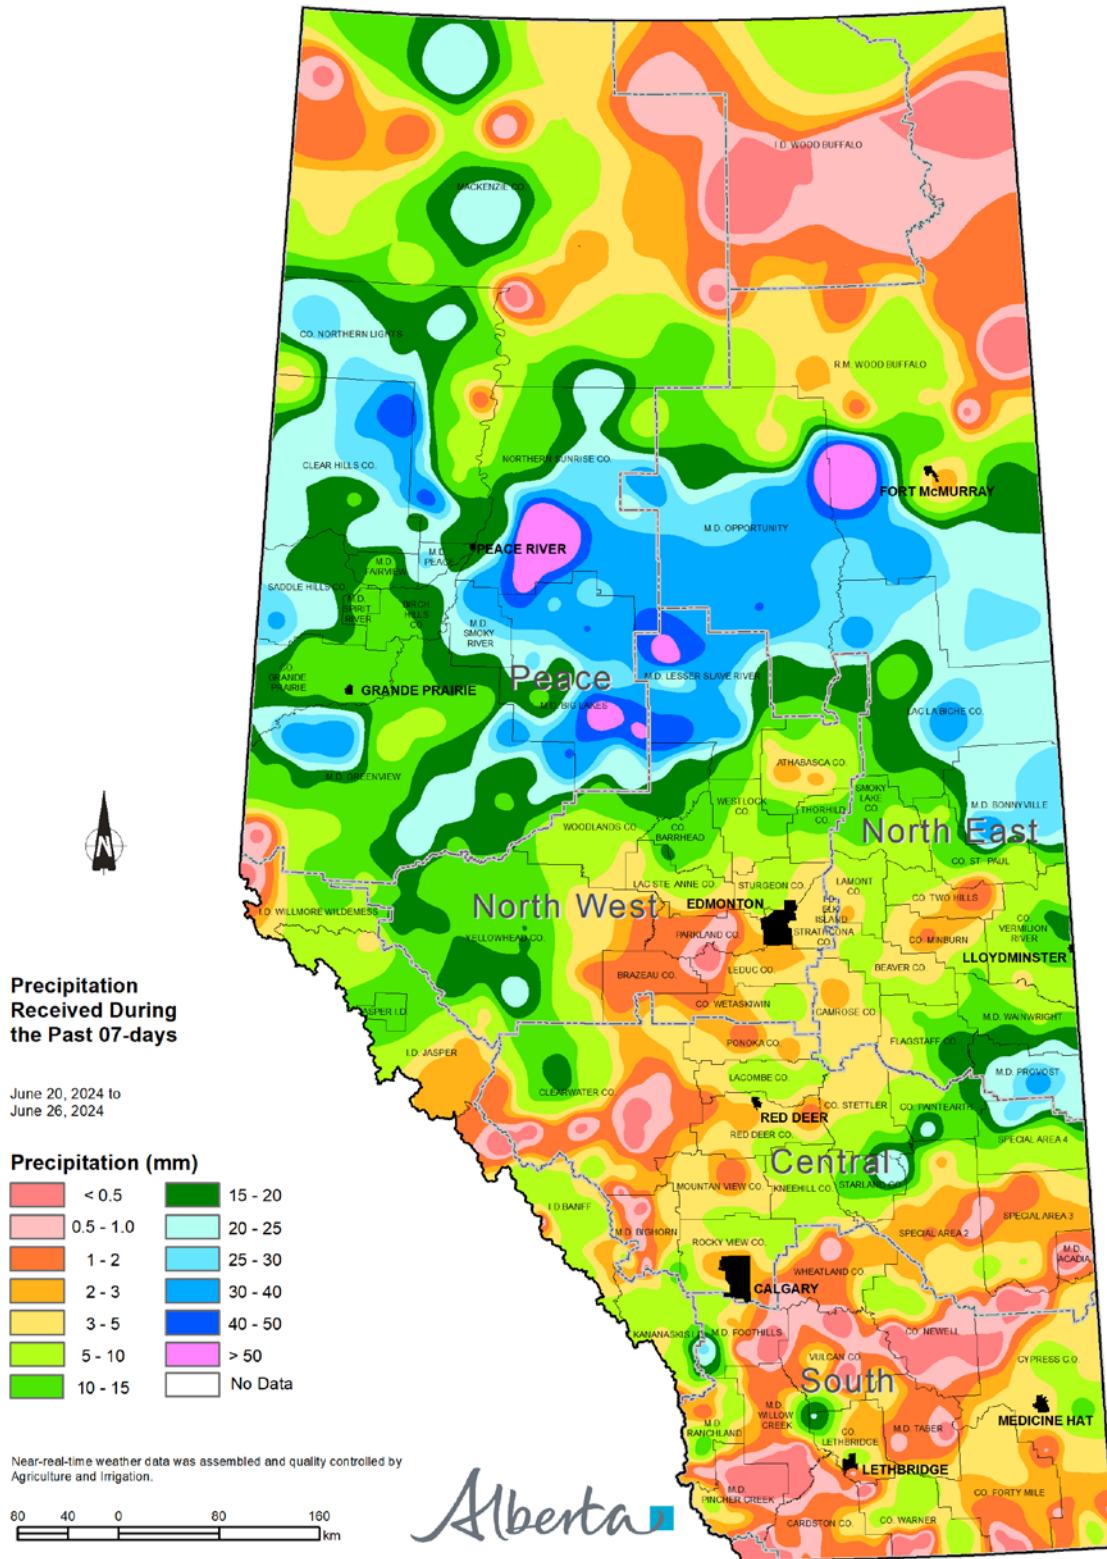 I.D. WOOD BUFFALO
MACKENZIE CO.
CO. NORTHERN LIGHTS
R.M. WOOD BUFFALO
CLEAR HILLS CO.
NORTHERN SUNRISE CO.
FORT McMURRAY
M.D. OPPORTUNITY
PEACE RIVER
M.D.
PEACE
M.D.
FAIRVIEW
SADDLE HILLS CO.
M.D.
SPIRIT
RIVER
BIRCH
HILLS
CO.
M.D.
SMOKY
RIVER
CO.
GRANDE
PRAIRIE
GRANDE PRAIRIE
Peace
M.D. LESSER SLAVE RIVER
M.D. BIG LAKES
LAC LA BICHE CO.
M.D. GREENVIEW
ATHABASCA CO.
WESTLOCK
CO.
SMOKY
LAKE
CO.
THORHILD
CO.
M.D. BONNYVILLE
WOODLANDS CO.
CO.
BARRHEAD
North East
CO. ST. PAUL
N
LAC STE. ANNE CO.
STURGEON CO.
LAMONT
CO.
CO. TWO HILLS
EDMONTON
I.D.
ELK
ISLAND
North West
I.D. WILLMORE WILDERNESS
CO.
VERMILION
RIVER
PARKLAND CO.
STRATHCONA
CO.
CO. MINBURN
YELLOWHEAD CO.
LLOYDMINSTER
BRAZEAU CO.
LEDUC CO.
BEAVER CO.
Precipitation
Received During
the Past 07-days
CO. WETASKIWIN
CAMROSE CO.
M.D. WAINWRIGHT
JASPER I.D.
PONOKA CO.
FLAGSTAFF CO.
I.D. JASPER
M.D. PROVOST
LACOMBE CO.
June 20, 2024 to
June 26, 2024
CLEARWATER CO.
CO. STETTLER
CO. PAINTEARTH
RED DEER
RED DEER CO.
SPECIAL AREA 4
Central
Precipitation (mm)
< 0.5
0.5 - 1.0
1 - 2
2 - 3
3 - 5
5 - 10
10 - 15
15 - 20
20 - 25
25 - 30
30 - 40
40 - 50
> 50
No Data
MOUNTAN VIEW CO.
KNEEHILL CO.
STARLAND CO.
I.D BANFF
SPECIAL AREA 3
M.D. BIGHORN
SPECIAL AREA 2
ROCKY VIEW CO.
M.D.
ACADIA
WHEATLAND CO.
CALGARY
KANANASKIS I.D.
M.D. FOOTHILLS
CO. NEWELL
VULCAN CO.
CYPRESS CO.
South
M.D.
WILLOW
CREEK
MEDICINE HAT
M.D.
RANCHLAND
M.D. TABER
CO.
LETHBRIDGE
LETHBRIDGE
M.D.
PINCHER CREEK
CO. FORTY MILE
CARDSTON CO.
CO. WARNER
Near-real-time weather data was assembled and quality controlled by
Agriculture and Irrigation.
80 40 0 80 160
km
Alberta